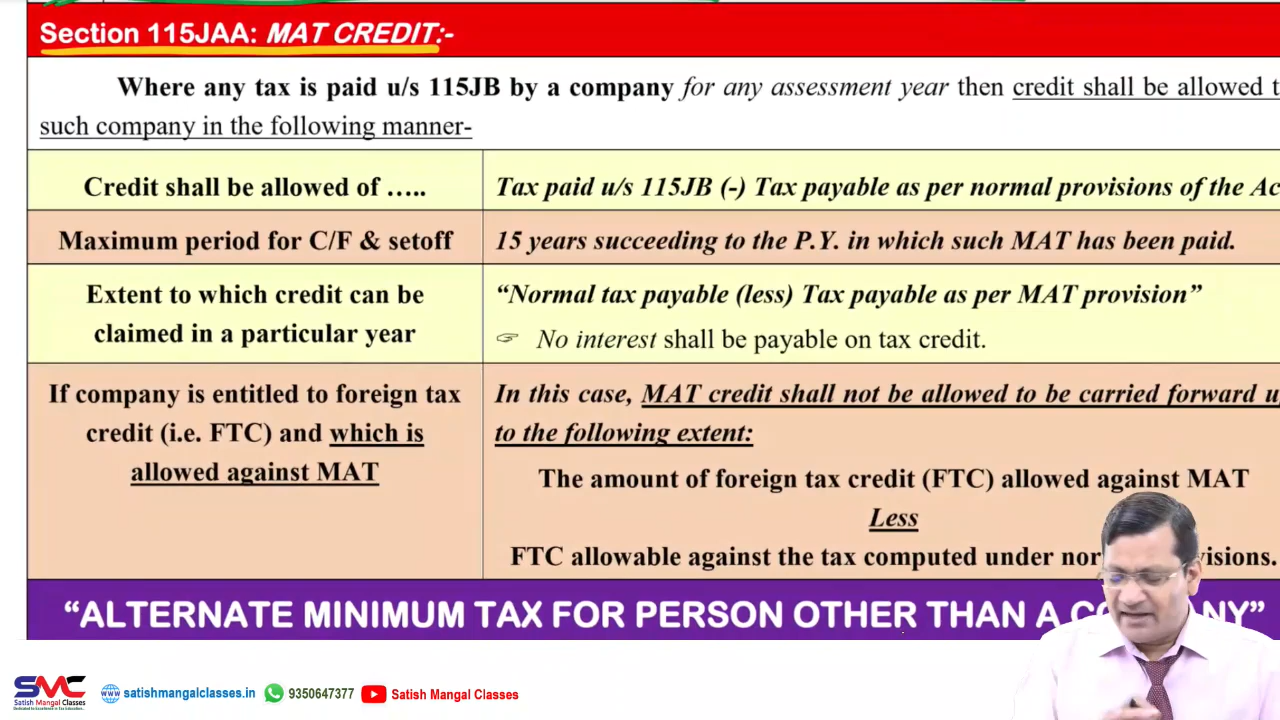 Section 115JAA: MAT CREDIT:-
Where any tax is paid u/s 115JB by a company for any assessment year then credit shall be allowed
such company in the following manner-
Credit shall be allowed of ….. Tax paid u/s 115JB (-) Tax payable as per normal provisions of the
Maximum period for C/F & setoff 15 years succeeding to the P.Y. in which such MAT has been paid.
Extent to which credit can be
claimed in a particular year
“Normal tax payable (less) Tax payable as per MAT provision”
☞ No interest shall be payable on tax credit.
If company is entitled to foreign tax
credit (i.e. FTC) and which is
allowed against MAT
In this case, MAT credit shall not be allowed to be carried forward
to the following extent:
The amount of foreign tax credit (FTC) allowed against MAT
Less
FTC allowable against the tax computed under
“ALTERNATE MINIMUM TAX FOR PERSON OTHER THAN A
SMC
Satish Mangal Classes
satishmangalclasses.in 9350647377 Satish Mangal Classes